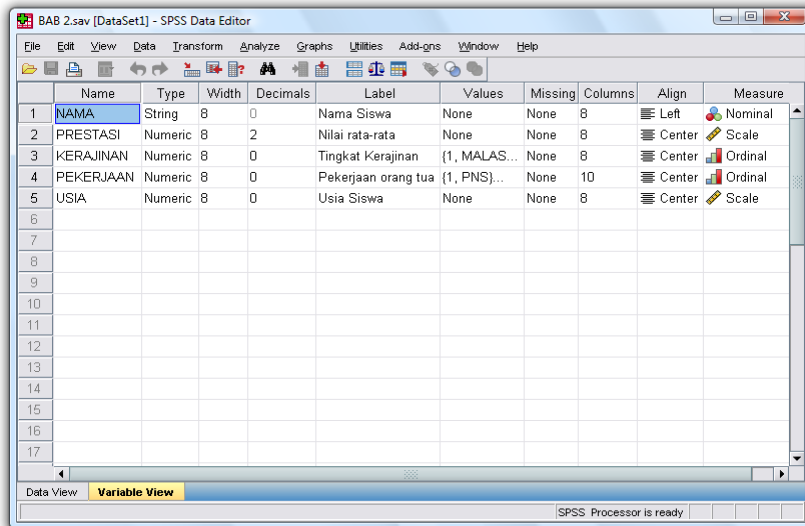 BAB 2.sav [DataSet1] - SPSS Data Editor
File Edit View Data Transform Analyze Graphs Utilities Add-ons Window Help
Name Type Width Decimals Label Values Missing Columns Align Measure
1 NAMA String 8 0 Nama Siswa None None 8 Left Nominal
2 PRESTASI Numeric 8 2 Nilai rata-rata None None 8 Center Scale
3 KERAJINAN Numeric 8 0 Tingkat Kerajinan {1, MALAS... None 8 Center Ordinal
4 PEKERJAAN Numeric 8 0 Pekerjaan orang tua {1, PNS}... None 10 Center Ordinal
5 USIA Numeric 8 0 Usia Siswa None None 8 Center Scale
6
7
8
9
10
11
12
13
14
15
16
17
Data View Variable View
SPSS Processor is ready